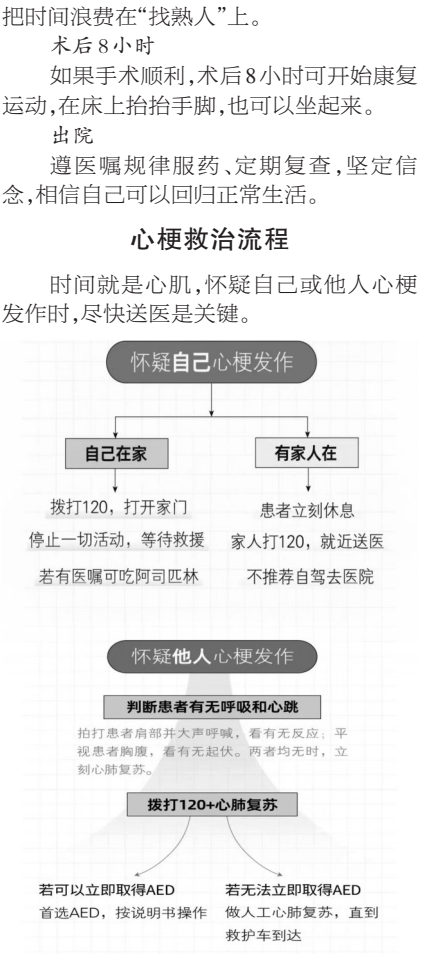 把时间浪费在“找熟人”上。
术后8小时
如果手术顺利,术后8小时可开始康复
运动,在床上抬抬手脚,也可以坐起来。
出院
遵医嘱规律服药、定期复查,坚定信
念,相信自己可以回归正常生活。
心梗救治流程
时间就是心肌,怀疑自己或他人心梗
发作时,尽快送医是关键。
怀疑自己心梗发作
自己在家
有家人在
拨打120，打开家门
停止一切活动，等待救援
若有医嘱可吃阿司匹林
患者立刻休息
家人打120，就近送医
不推荐自驾去医院
怀疑他人心梗发作
判断患者有无呼吸和心跳
拍打患者肩部并大声呼喊，看有无反应；平
视患者胸腹，看有无起伏。两者均无时，立
刻心肺复苏。
拨打120+心肺复苏
若可以立即取得AED
首选AED，按说明书操作
若无法立即取得AED
做人工心肺复苏，直到
救护车到达